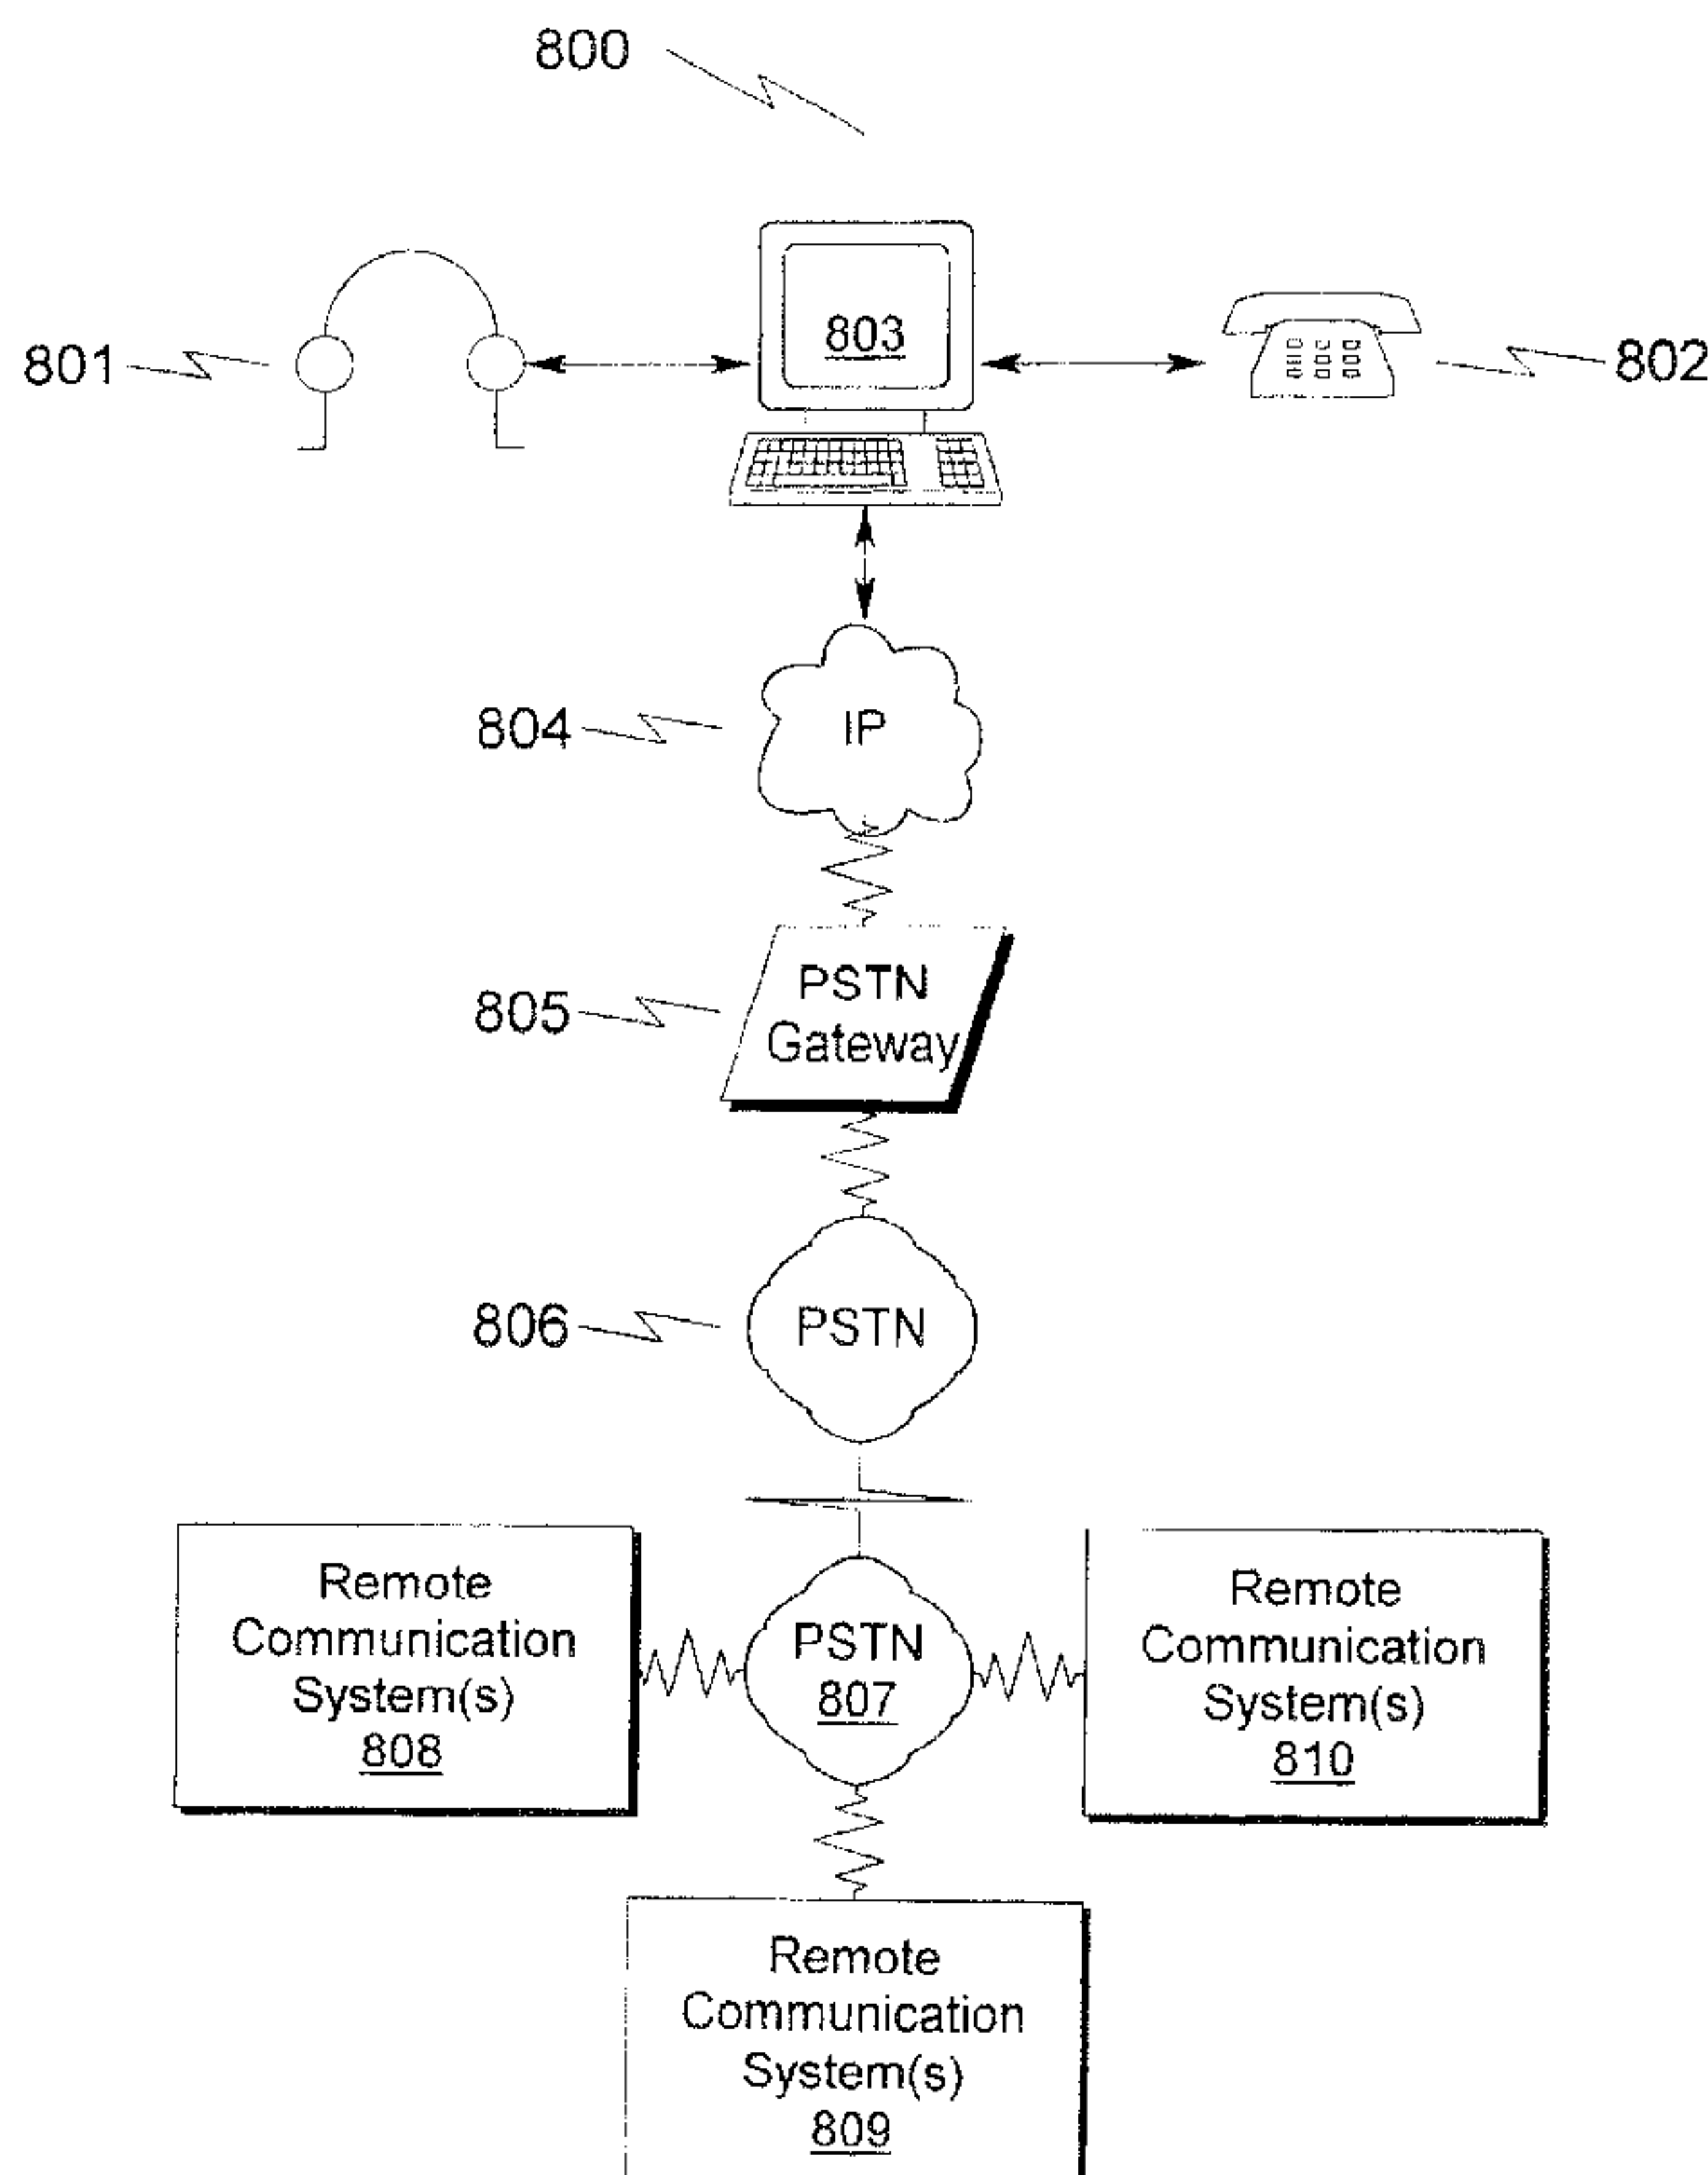 800
801
803
802
804
IP
805
PSTN
Gateway
806
PSTN
Remote
Communication
System(s)
808
PSTN
807
Remote
Communication
System(s)
810
Remote
Communication
System(s)
809